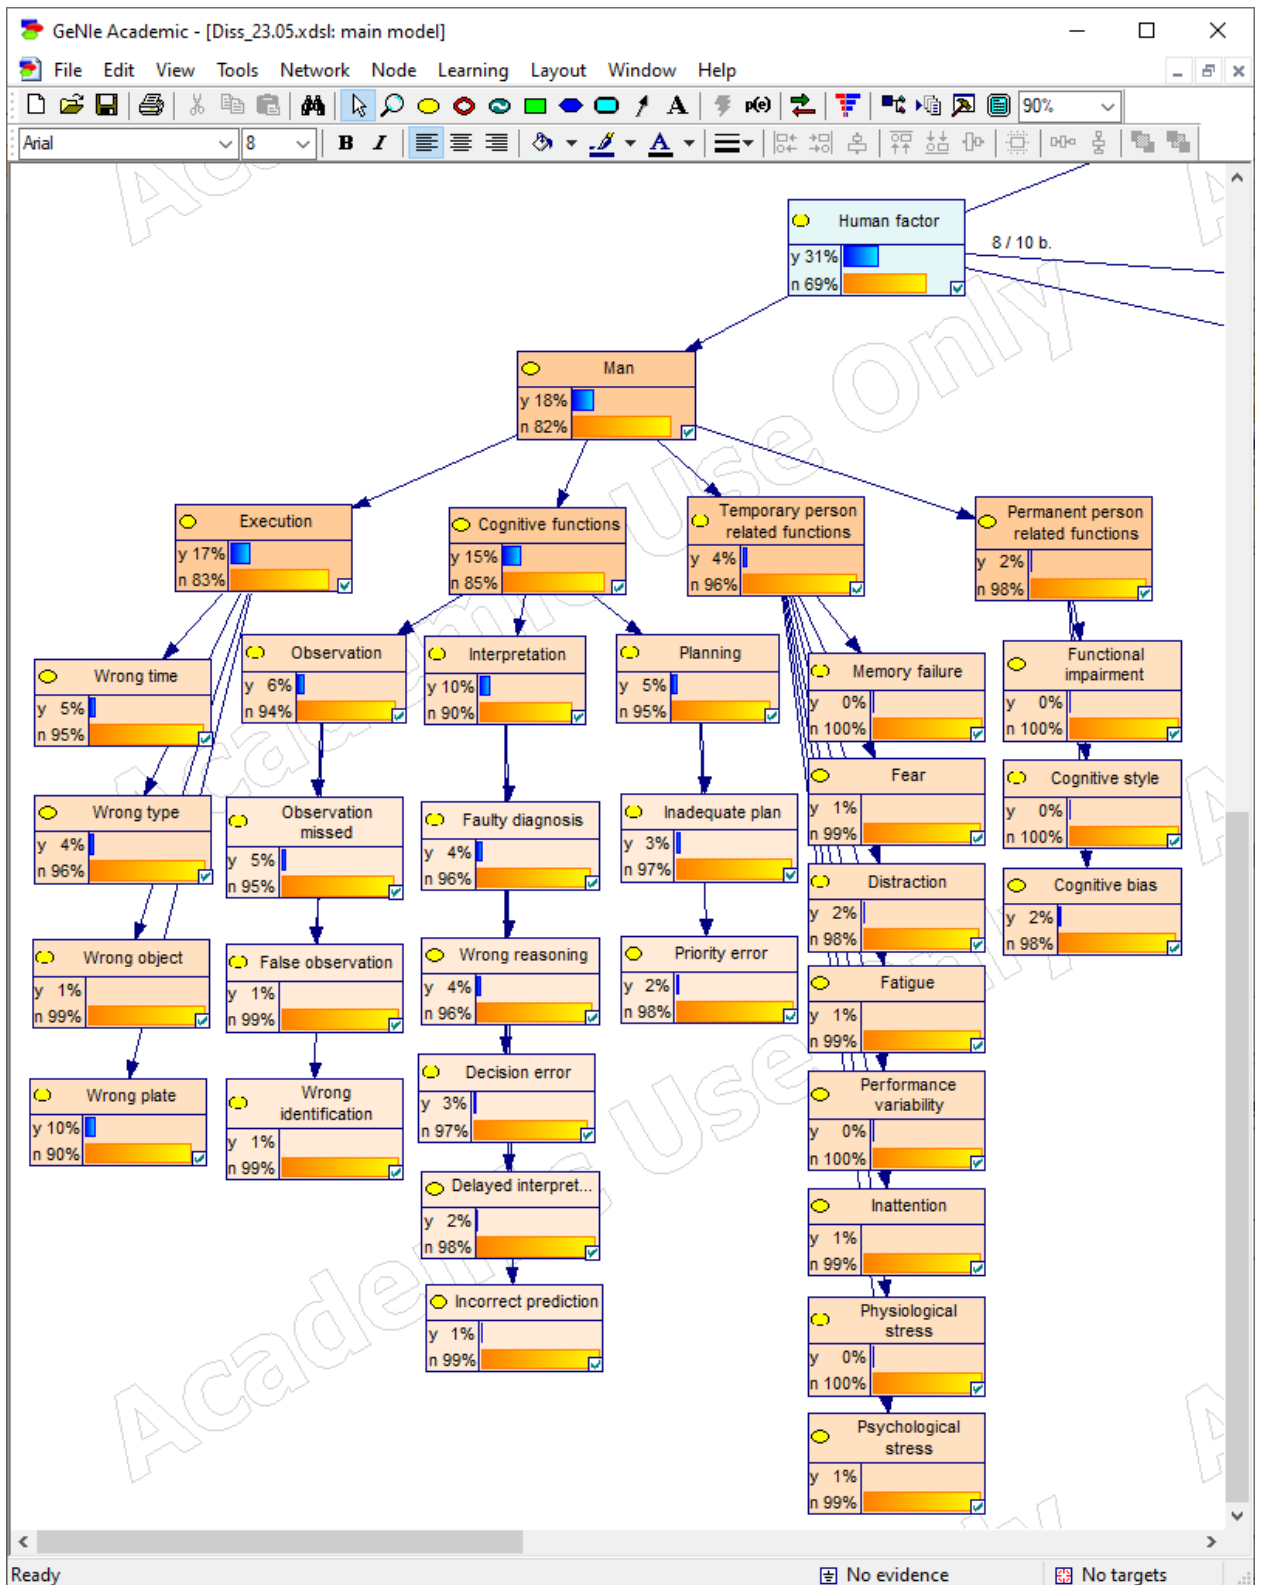 GeNIe Academic - [Diss_23.05.xdsl: main model]
File Edit View Tools Network Node Learning Layout Window Help
A p(e) 90%
Arial 8 B I A
Human factor
y 31%
n 69%
8 / 10 b.
Man
y 18%
n 82%
Execution
y 17%
n 83%
Cognitive functions
y 15%
n 85%
Temporary person
related functions
y 4%
n 96%
Permanent person
related functions
y 2%
n 98%
Wrong time
y 5%
n 95%
Wrong type
y 4%
n 96%
Wrong object
y 1%
n 99%
Wrong plate
y 10%
n 90%
Observation
y 6%
n 94%
Observation
missed
y 5%
n 95%
False observation
y 1%
n 99%
Wrong
identification
y 1%
n 99%
Interpretation
y 10%
n 90%
Faulty diagnosis
y 4%
n 96%
Wrong reasoning
y 4%
n 96%
Decision error
y 3%
n 97%
Delayed interpret...
y 2%
n 98%
Incorrect prediction
y 1%
n 99%
Planning
y 5%
n 95%
Inadequate plan
y 3%
n 97%
Priority error
y 2%
n 98%
Memory failure
y 0%
n 100%
Fear
y 1%
n 99%
Distraction
y 2%
n 98%
Fatigue
y 1%
n 99%
Performance
variability
y 0%
n 100%
Inattention
y 1%
n 99%
Physiological
stress
y 0%
n 100%
Psychological
stress
y 1%
n 99%
Functional
impairment
y 0%
n 100%
Cognitive style
y 0%
n 100%
Cognitive bias
y 2%
n 98%
Academic Use Only
Academic Use Only
Ready No evidence No targets